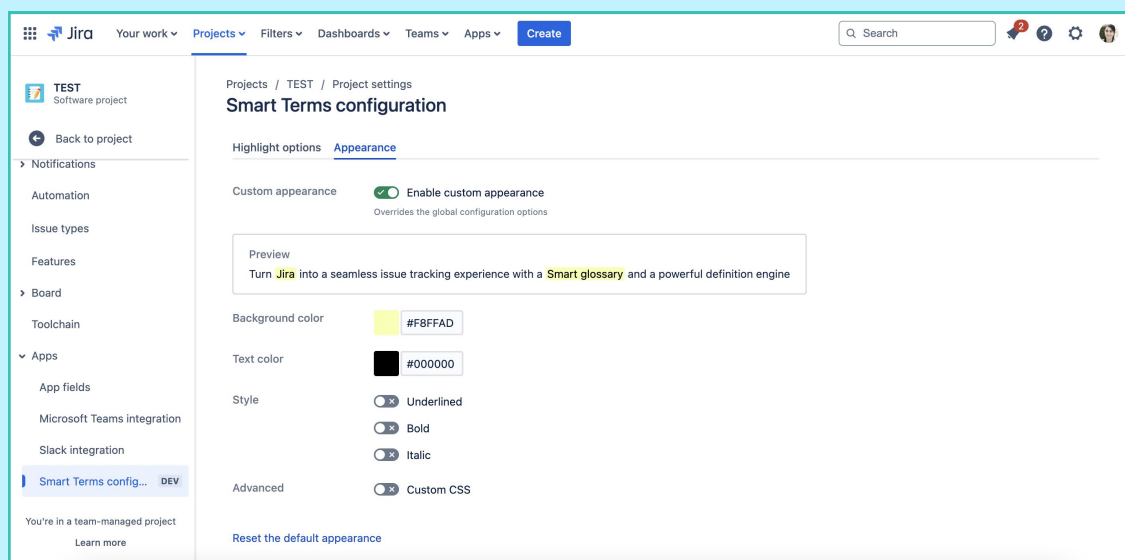 Jira Your work Projects Filters Dashboards Teams Apps Create Search 2
TEST
Software project
Back to project
Notifications
Automation
Issue types
Features
Board
Toolchain
Apps
App fields
Microsoft Teams integration
Slack integration
Smart Terms config... DEV
You're in a team-managed project
Learn more
Projects / TEST / Project settings
Smart Terms configuration
Highlight options Appearance
Custom appearance Enable custom appearance
Overrides the global configuration options
Preview
Turn Jira into a seamless issue tracking experience with a Smart glossary and a powerful definition engine
Background color #F8FFAD
Text color #000000
Style Underlined
Bold
Italic
Advanced Custom CSS
Reset the default appearance